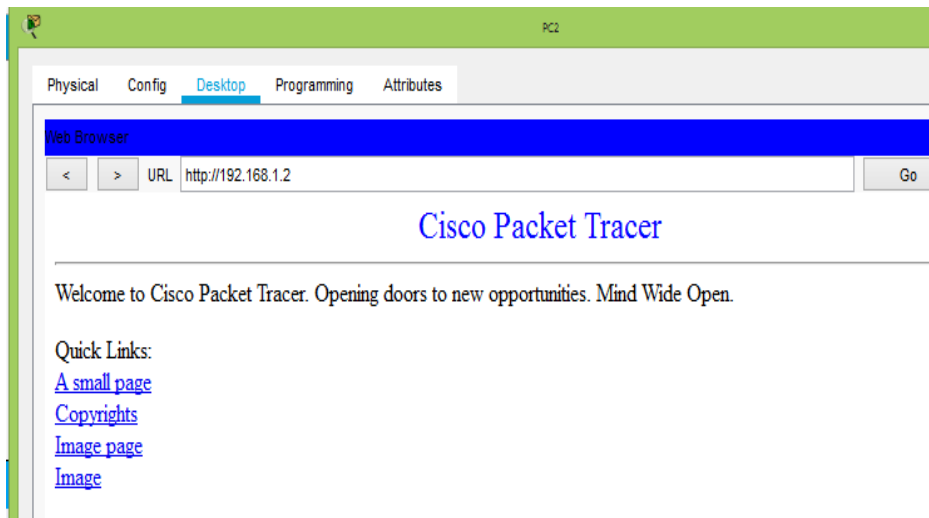 PC2
Physical Config Desktop Programming Attributes
Web Browser
< > URL http://192.168.1.2 Go
Cisco Packet Tracer
Welcome to Cisco Packet Tracer. Opening doors to new opportunities. Mind Wide Open.
Quick Links:
A small page
Copyrights
Image page
Image